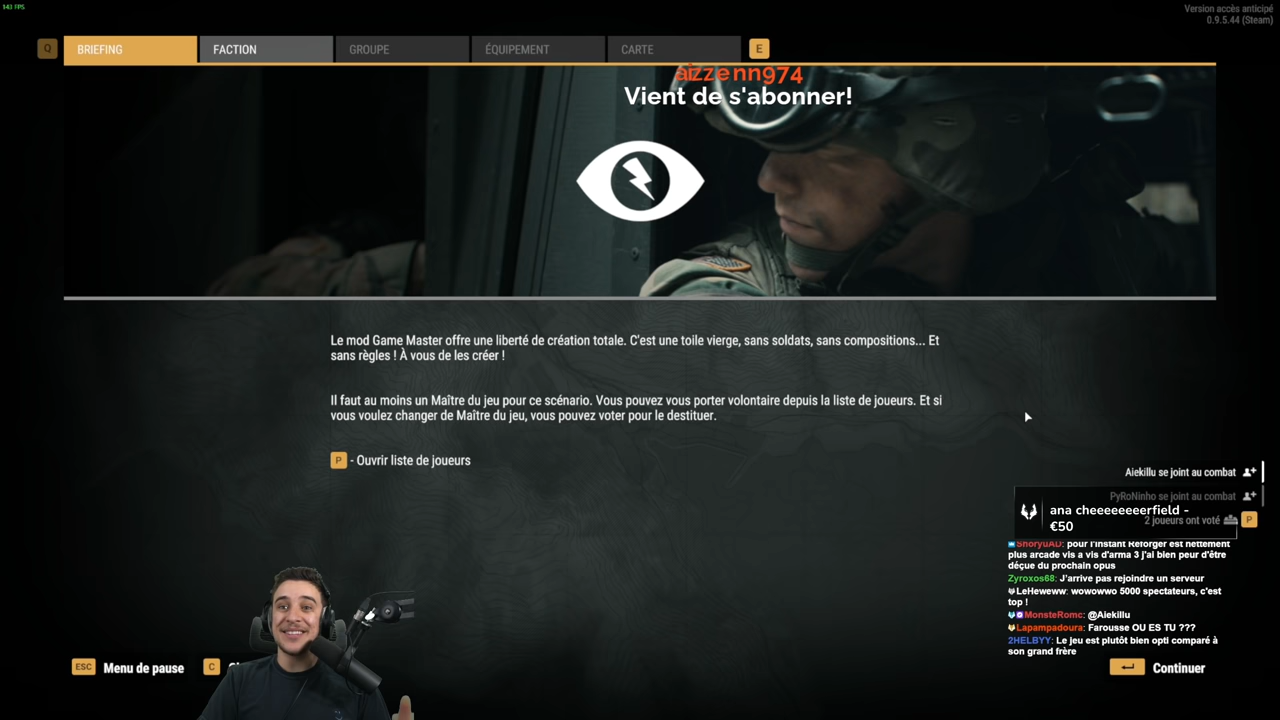 543 FPS
Version accès anticipé
0.9.5.44 (Steam)
Q BRIEFING FACTION GROUPE ÉQUIPEMENT CARTE E
aizzenn974
Vient de s'abonner!
Le mod Game Master offre une liberté de création totale. C'est une toile vierge, sans soldats, sans compositions... Et
sans règles ! À vous de les créer !
Il faut au moins un Maître du jeu pour ce scénario. Vous pouvez vous porter volontaire depuis la liste de joueurs. Et si
vous voulez changer de Maître du jeu, vous pouvez voter pour le destituer.
P - Ouvrir liste de joueurs
Aiekillu se joint au combat
PyRoNinho se joint au combat
ana cheeeeeeeerfield -
€50
2 joueurs ont voté P
ShoryuAD: pour l'instant Reforger est nettement
plus arcade vis a vis d'arma 3 j'ai bien peur d'être
déçue du prochain opus
Zyroxos68: J'arrive pas rejoindre un serveur
LeHeweww: wowowwo 5000 spectateurs, c'est
top !
MonsteRomc: @Aiekillu
Lapampadoura: Farousse OU ES TU ???
2HELBYY: Le jeu est plutôt bien opti comparé à
son grand frère
ESC Menu de pause C
Continuer